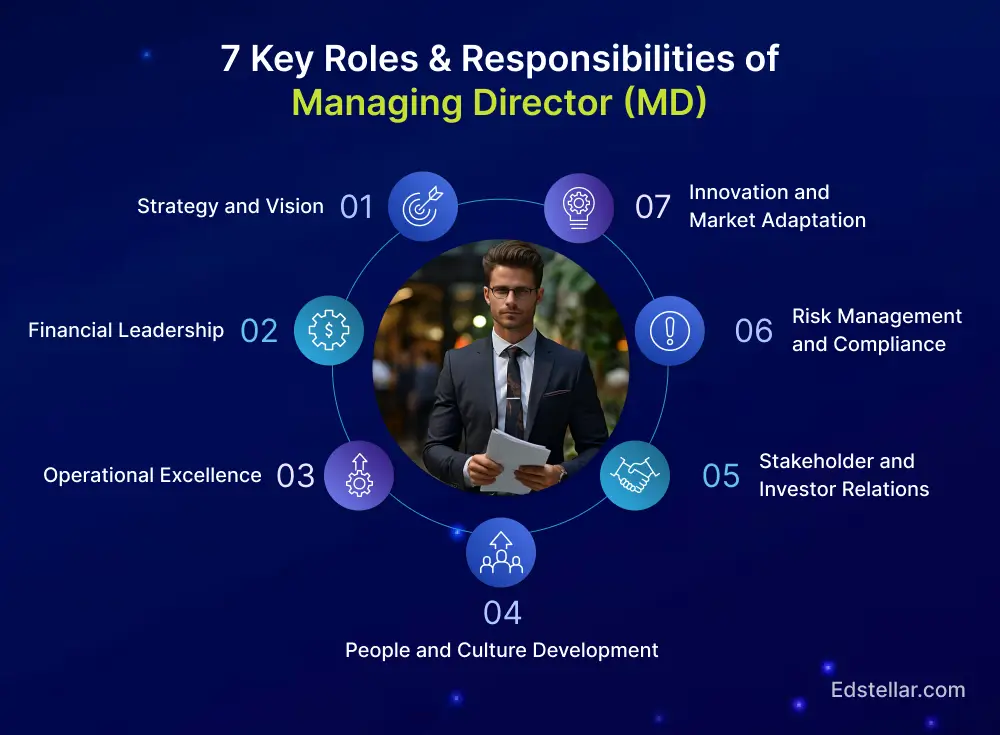 7 Key Roles & Responsibilities of
Managing Director (MD)
Strategy and Vision 01
Financial Leadership 02
Operational Excellence 03
04
People and Culture Development
05 Stakeholder and
Investor Relations
06 Risk Management
and Compliance
07 Innovation and
Market Adaptation
$
Edstellar.com